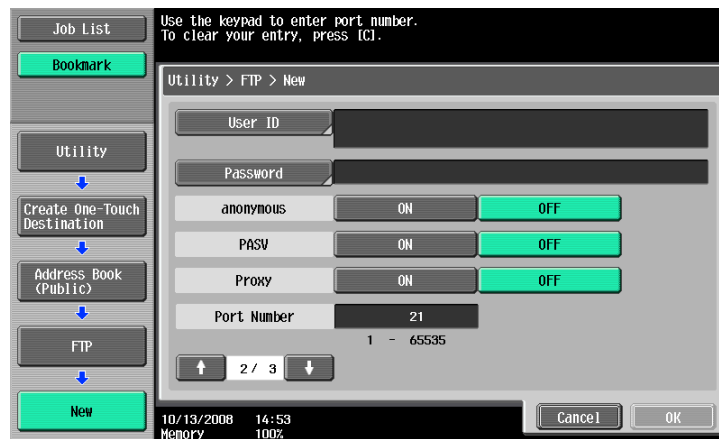 Job List
Bookmark
Use the keypad to enter port number.
To clear your entry, press [C].
Utility > FTP > New
Utility
Create One-Touch
Destination
Address Book
(Public)
FTP
New
User ID
Password
anonymous ON OFF
PASV ON OFF
Proxy ON OFF
Port Number 21
1 - 65535
2/ 3
10/13/2008 14:53
Memory 100%
Cancel OK